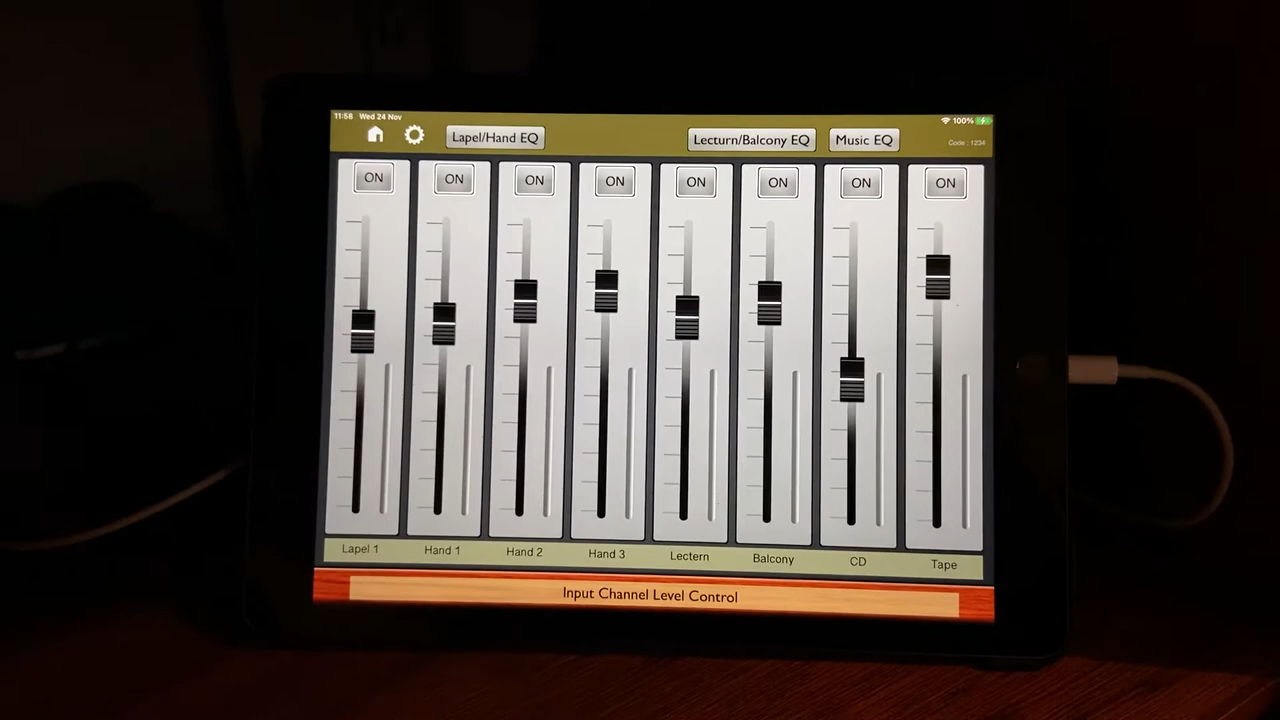 11:58 Wed 24 Nov
100%
Lapel/Hand EQ
Lecturn/Balcony EQ
Music EQ
Code : 1234
ON ON ON ON ON ON ON ON
Lapel 1 Hand 1 Hand 2 Hand 3 Lectern Balcony CD Tape
Input Channel Level Control